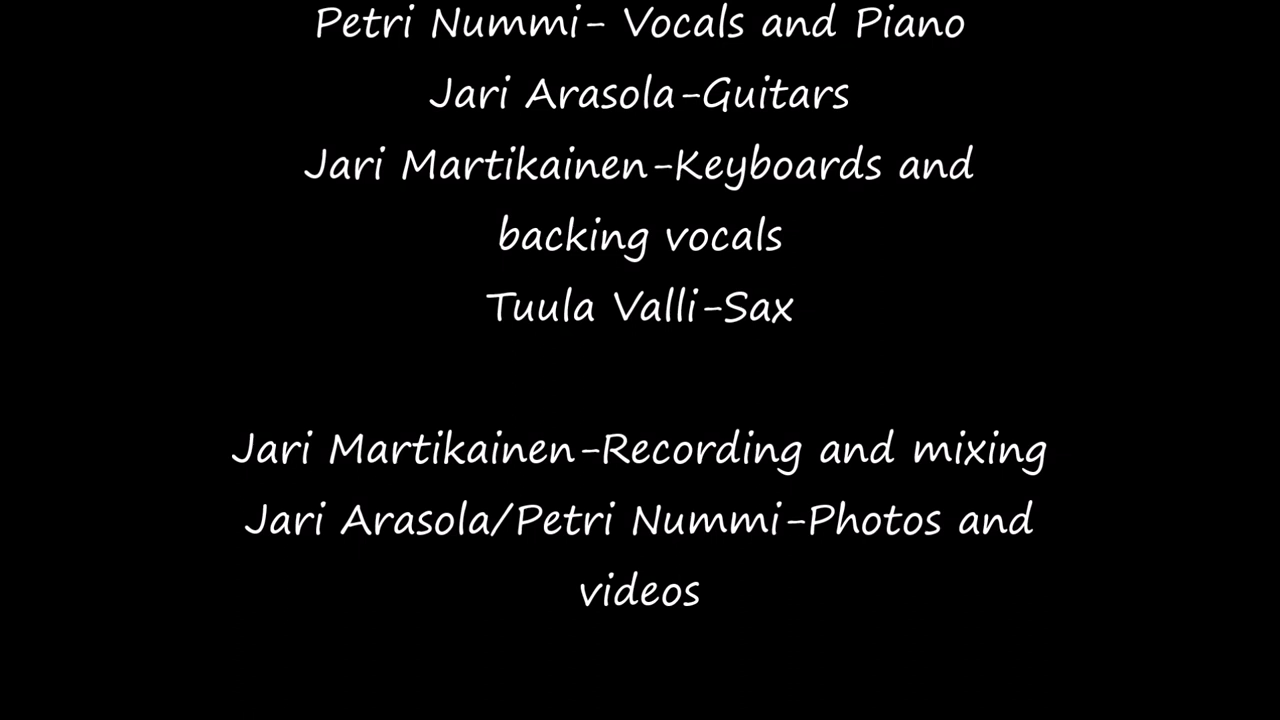 Petri Nummi- Vocals and Piano
Jari Arasola-Guitars
Jari Martikainen-Keyboards and
backing vocals
Tuula Valli-Sax
Jari Martikainen-Recording and mixing
Jari Arasola/Petri Nummi-Photos and
videos